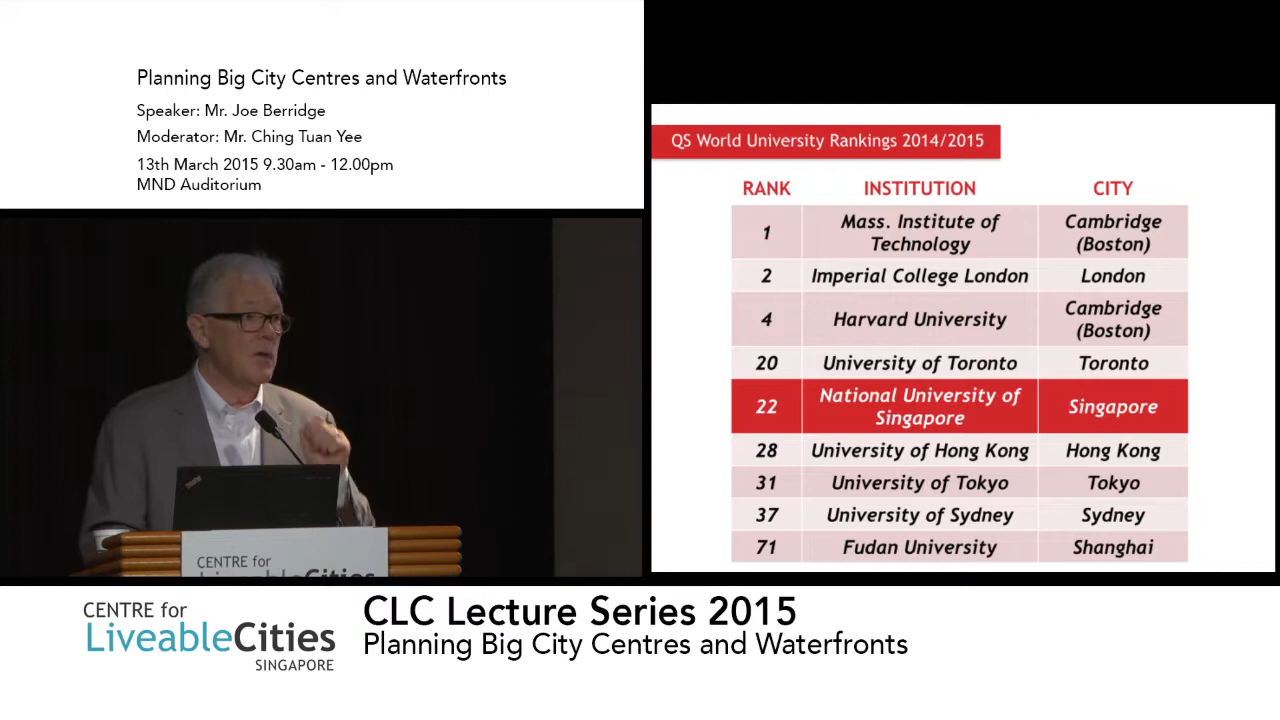 Planning Big City Centres and Waterfronts
Speaker: Mr. Joe Berridge
Moderator: Mr. Ching Tuan Yee
13th March 2015 9.30am - 12.00pm
MND Auditorium
QS World University Rankings 2014/2015
RANK INSTITUTION CITY
1 Mass. Institute of Technology Cambridge (Boston)
2 Imperial College London London
4 Harvard University Cambridge (Boston)
20 University of Toronto Toronto
22 National University of Singapore Singapore
28 University of Hong Kong Hong Kong
31 University of Tokyo Tokyo
37 University of Sydney Sydney
71 Fudan University Shanghai
ThinkPad
CENTRE for
LiveableCities
CENTRE for
LiveableCities
SINGAPORE
CLC Lecture Series 2015
Planning Big City Centres and Waterfronts